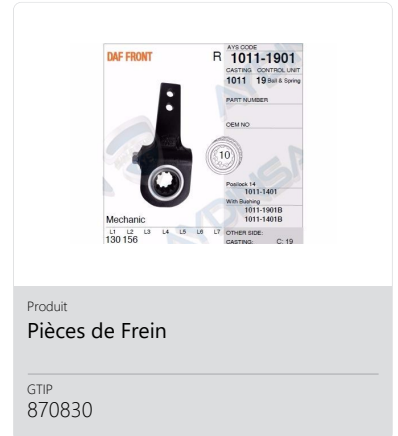 DAF FRONT
R
AYS CODE
1011-1901
CASTING CONTROL UNIT
1011 19 Ball & Spring
PART NUMBER
OEM NO
10
Poslock 14
1011-1401
With Bushing
1011-1901B
1011-1401B
Mechanic
L1 L2 L3 L4 L5 L6 L7
130 156
OTHER SIDE:
CASTING: C: 19
AYDINSA
Produit
Pièces de Frein
GTIP
870830